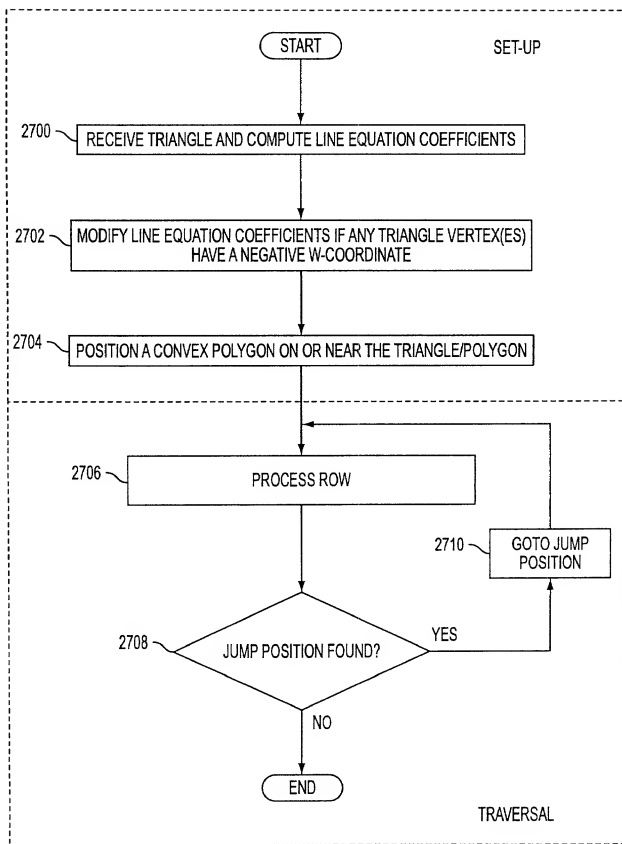 START
SET-UP
2700
RECEIVE TRIANGLE AND COMPUTE LINE EQUATION COEFFICIENTS
2702
MODIFY LINE EQUATION COEFFICIENTS IF ANY TRIANGLE VERTEX(ES)
HAVE A NEGATIVE W-COORDINATE
2704
POSITION A CONVEX POLYGON ON OR NEAR THE TRIANGLE/POLYGON
2706
PROCESS ROW
2710
GOTO JUMP
POSITION
2708
JUMP POSITION FOUND?
YES
NO
END
TRAVERSAL